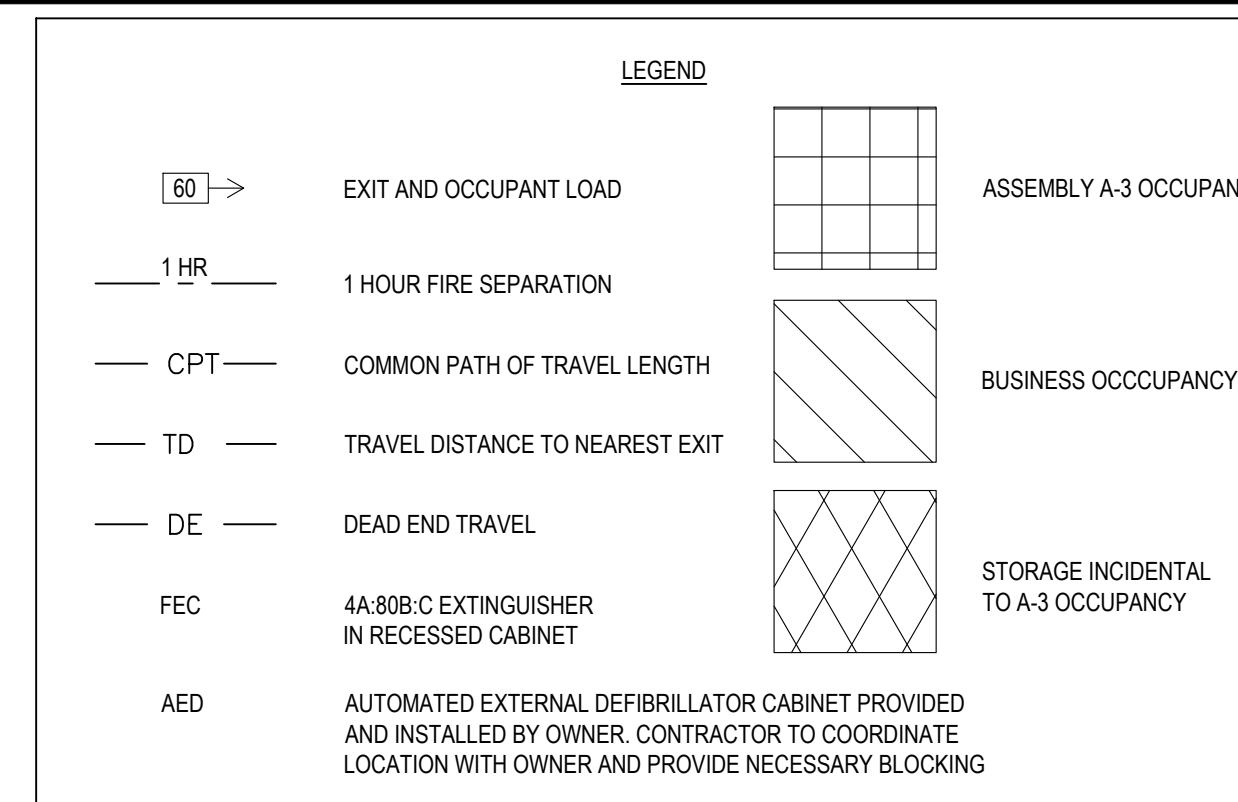 LEGEND
60 EXIT AND OCCUPANT LOAD
1 HR 1 HOUR FIRE SEPARATION
CPT COMMON PATH OF TRAVEL LENGTH
TD TRAVEL DISTANCE TO NEAREST EXIT
DE DEAD END TRAVEL
FEC 4A:80B:C EXTINGUISHER
IN RECESSED CABINET
AED AUTOMATED EXTERNAL DEFIBRILLATOR CABINET PROVIDED
AND INSTALLED BY OWNER. CONTRACTOR TO COORDINATE
LOCATION WITH OWNER AND PROVIDE NECESSARY BLOCKING
ASSEMBLY A-3 OCCUPAN
BUSINESS OCCCUPANCY
STORAGE INCIDENTAL
TO A-3 OCCUPANCY